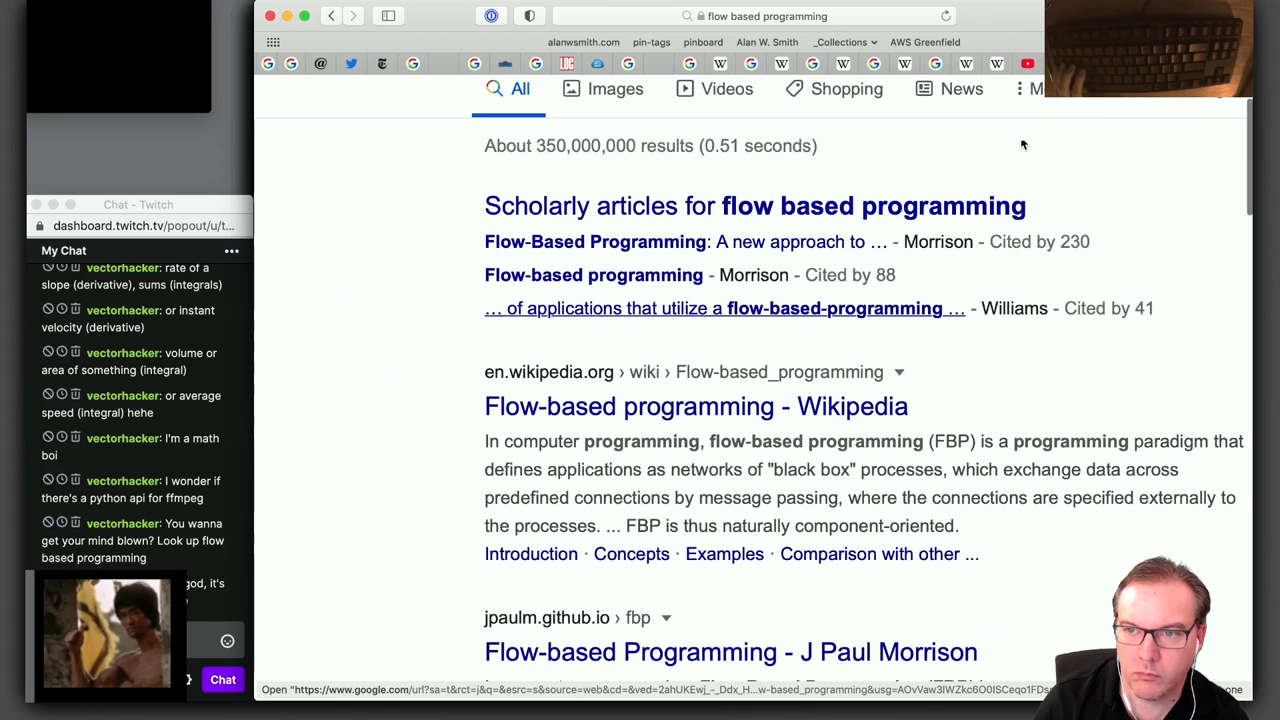 flow based programming
alanwsmith.com
pin-tags
pinboard
Alan W. Smith
_Collections
AWS Greenfield
All
Images
Videos
Shopping
News
About 350,000,000 results (0.51 seconds)
Scholarly articles for flow based programming
Flow-Based Programming: A new approach to … - Morrison - Cited by 230
Flow-based programming - Morrison - Cited by 88
… of applications that utilize a flow-based-programming … - Williams - Cited by 41
en.wikipedia.org › wiki › Flow-based_programming
Flow-based programming - Wikipedia
In computer programming, flow-based programming (FBP) is a programming paradigm that
defines applications as networks of "black box" processes, which exchange data across
predefined connections by message passing, where the connections are specified externally to
the processes. ... FBP is thus naturally component-oriented.
Introduction · Concepts · Examples · Comparison with other ...
jpaulm.github.io › fbp
Flow-based Programming - J Paul Morrison
Chat - Twitch
dashboard.twitch.tv/popout/u/t...
My Chat
vectorhacker: rate of a
slope (derivative), sums (integrals)
vectorhacker: or instant
velocity (derivative)
vectorhacker: volume or
area of something (integral)
vectorhacker: or average
speed (integral) hehe
vectorhacker: I'm a math
boi
vectorhacker: I wonder if
there's a python api for ffmpeg
vectorhacker: You wanna
get your mind blown? Look up flow
based programming
god, it's
Chat